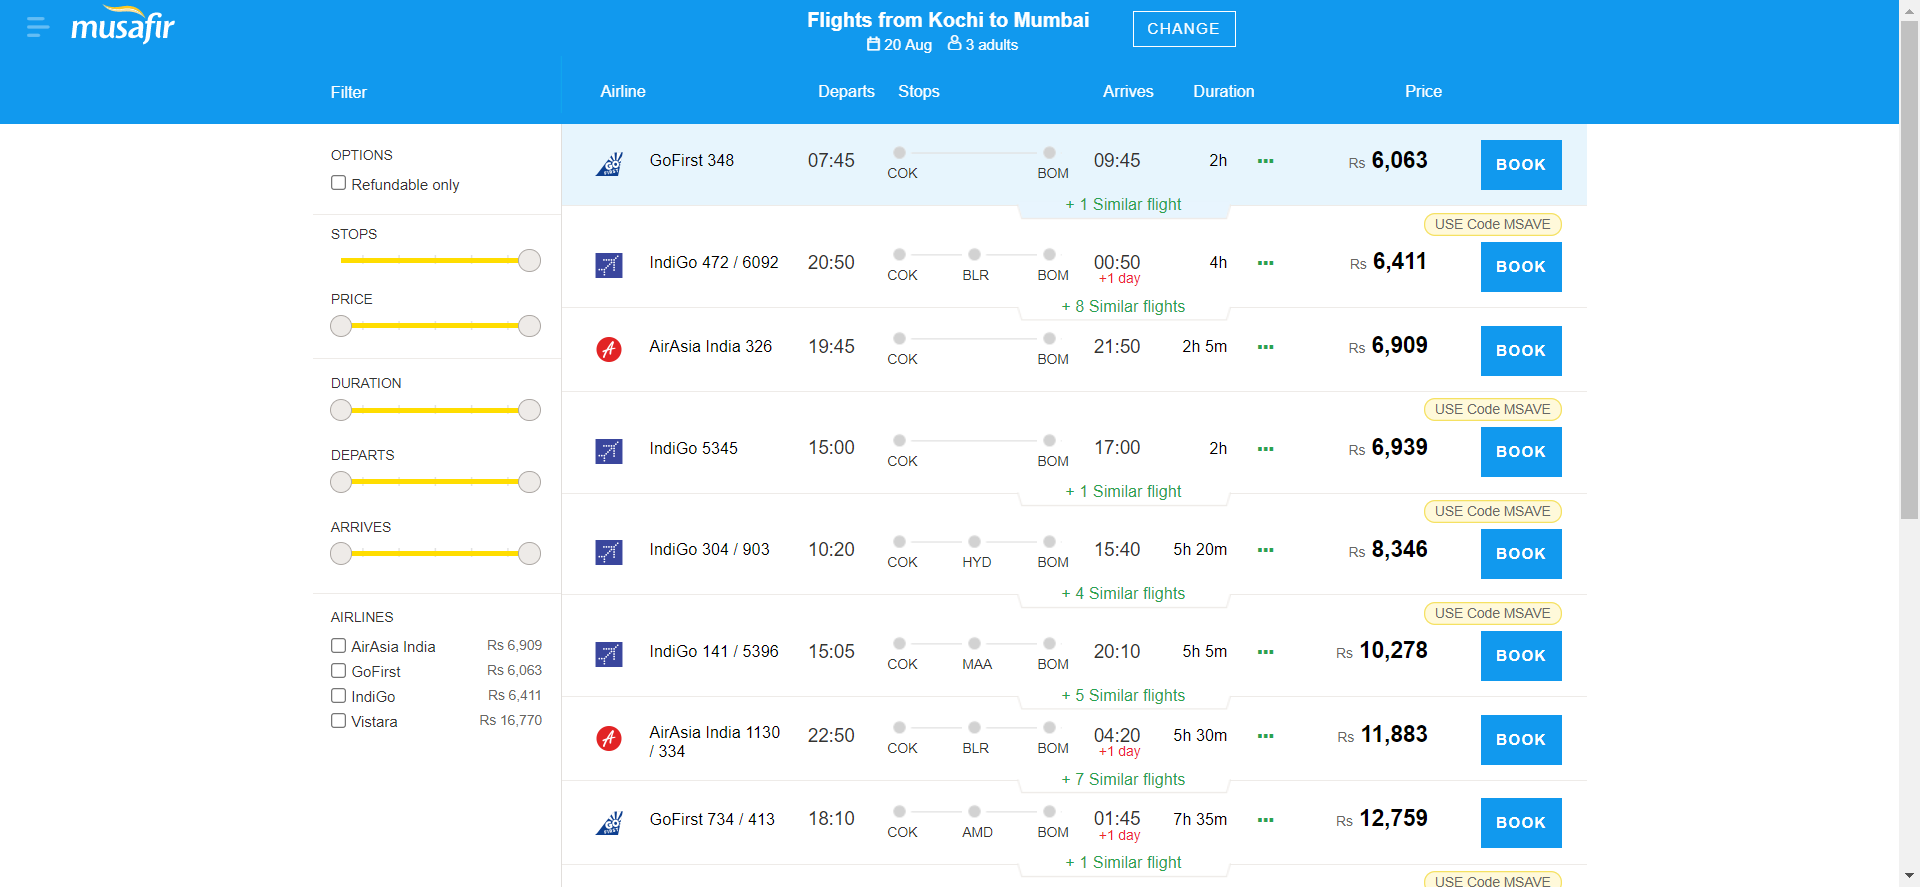 musafir
Flights from Kochi to Mumbai
20 Aug 3 adults
CHANGE
Filter
Airline Departs Stops Arrives Duration Price
OPTIONS
Refundable only
STOPS
PRICE
DURATION
DEPARTS
ARRIVES
AIRLINES
AirAsia India Rs 6,909
GoFirst Rs 6,063
IndiGo Rs 6,411
Vistara Rs 16,770
GO FIRST GoFirst 348 07:45 COK BOM 09:45 2h Rs 6,063 BOOK
+ 1 Similar flight
USE Code MSAVE
IndiGo 472 / 6092 20:50 COK BLR BOM 00:50 +1 day 4h Rs 6,411 BOOK
+ 8 Similar flights
AirAsia India 326 19:45 COK BOM 21:50 2h 5m Rs 6,909 BOOK
USE Code MSAVE
IndiGo 5345 15:00 COK BOM 17:00 2h Rs 6,939 BOOK
+ 1 Similar flight
USE Code MSAVE
IndiGo 304 / 903 10:20 COK HYD BOM 15:40 5h 20m Rs 8,346 BOOK
+ 4 Similar flights
USE Code MSAVE
IndiGo 141 / 5396 15:05 COK MAA BOM 20:10 5h 5m Rs 10,278 BOOK
+ 5 Similar flights
AirAsia India 1130 / 334 22:50 COK BLR BOM 04:20 +1 day 5h 30m Rs 11,883 BOOK
+ 7 Similar flights
GO FIRST GoFirst 734 / 413 18:10 COK AMD BOM 01:45 +1 day 7h 35m Rs 12,759 BOOK
+ 1 Similar flight
USE Code MSAVE